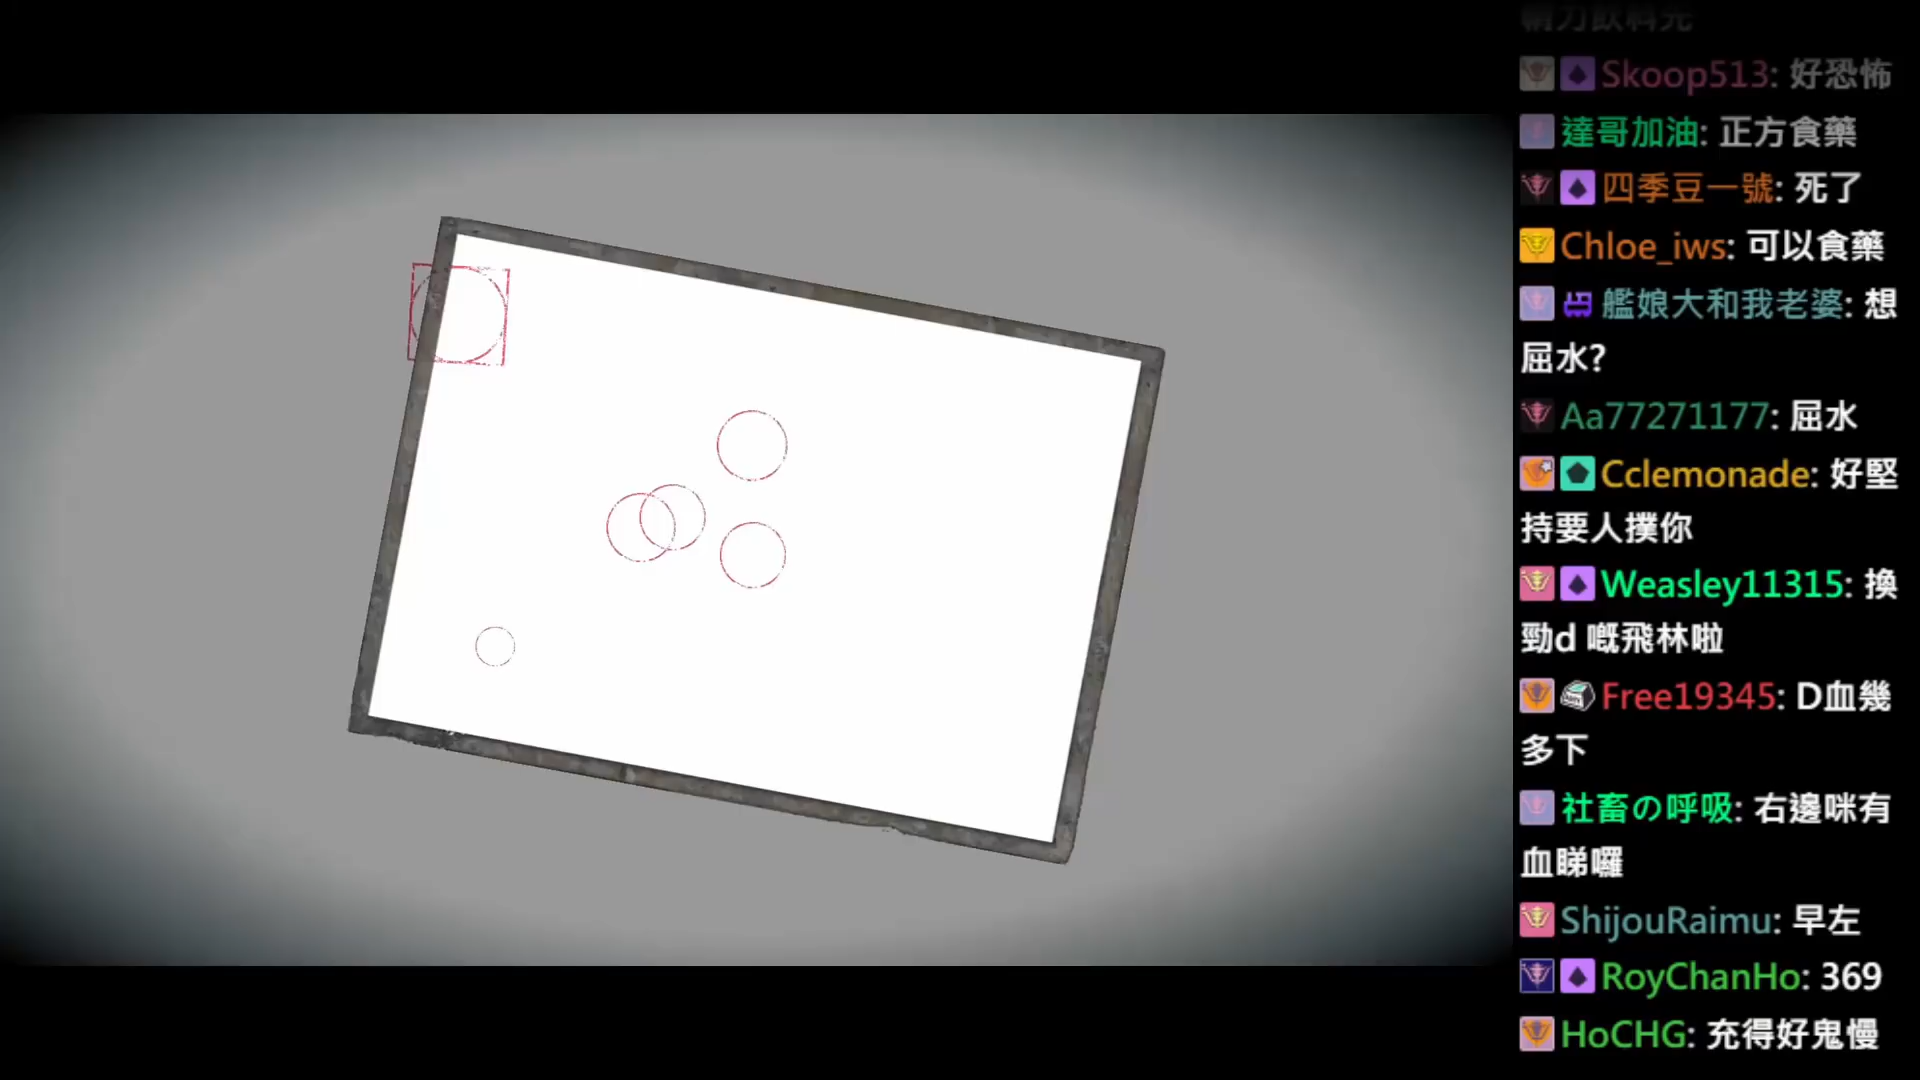 Skoop513: 好恐怖
達哥加油: 正方食藥
四季豆一號: 死了
Chloe_iws: 可以食藥
艦娘大和我老婆: 想
屈水?
Aa77271177: 屈水
Cclemonade: 好堅
持要人撲你
Weasley11315: 換
勁d 嘅飛林啦
Free19345: D血幾
多下
社畜の呼吸: 右邊咪有
血睇囉
ShijouRaimu: 早左
RoyChanHo: 369
HoCHG: 充得好鬼慢